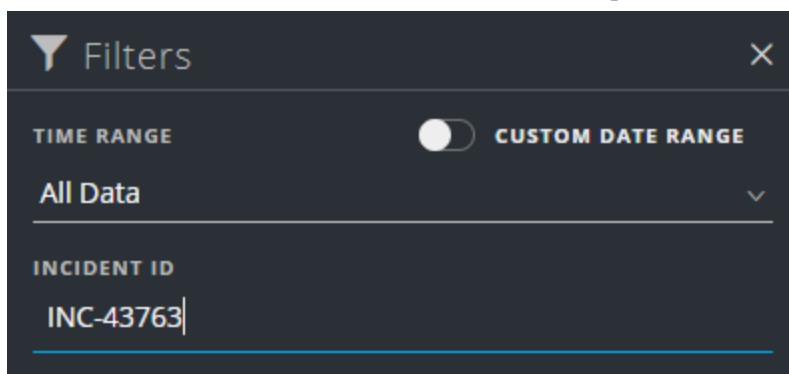 Filters
TIME RANGE CUSTOM DATE RANGE
All Data
INCIDENT ID
INC-43763